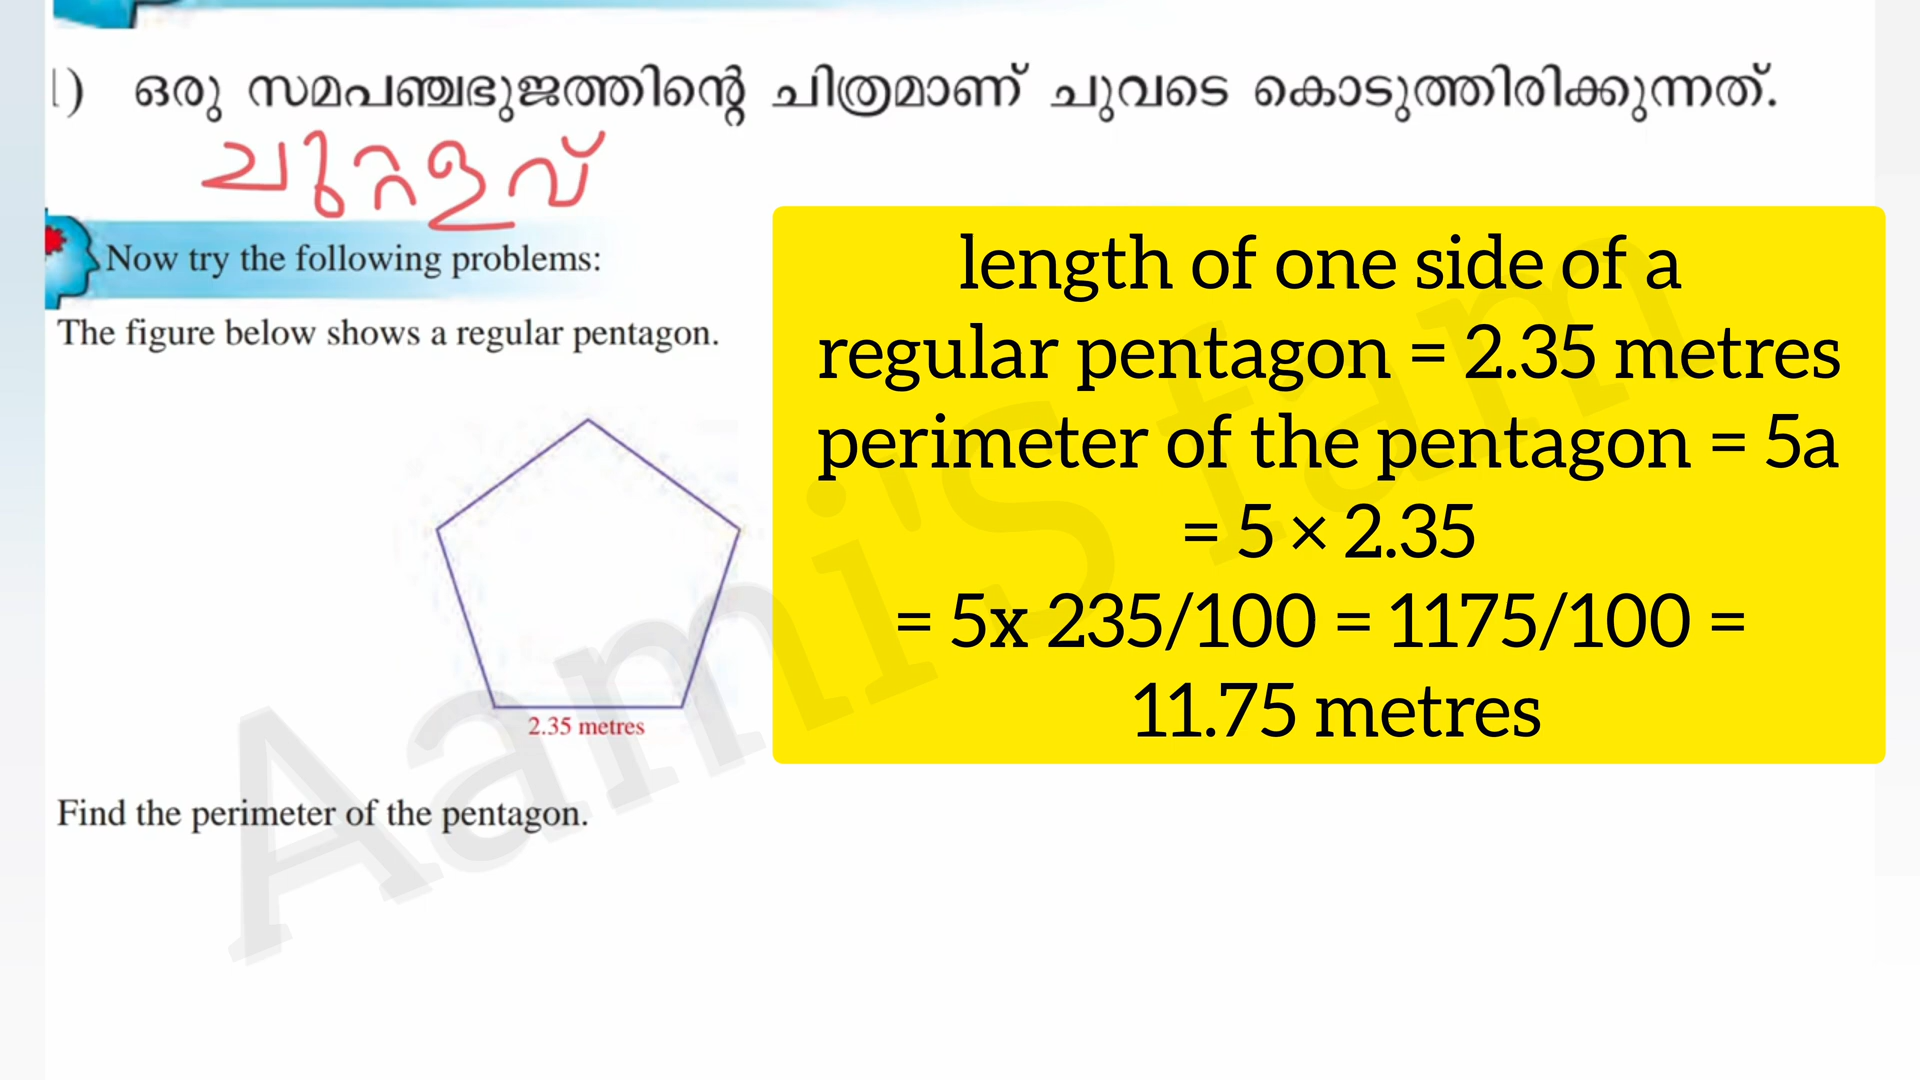 1) ഒരു സമപഞ്ചഭുജത്തിന്റെ ചിത്രമാണ് ചുവടെ കൊടുത്തിരിക്കുന്നത്.
ചുറ്റളവ്
Now try the following problems:
The figure below shows a regular pentagon.
2.35 metres
Find the perimeter of the pentagon.
length of one side of a
regular pentagon = 2.35 metres
perimeter of the pentagon = 5a
= 5 × 2.35
= 5x 235/100 = 1175/100 =
11.75 metres
Aami'S fam